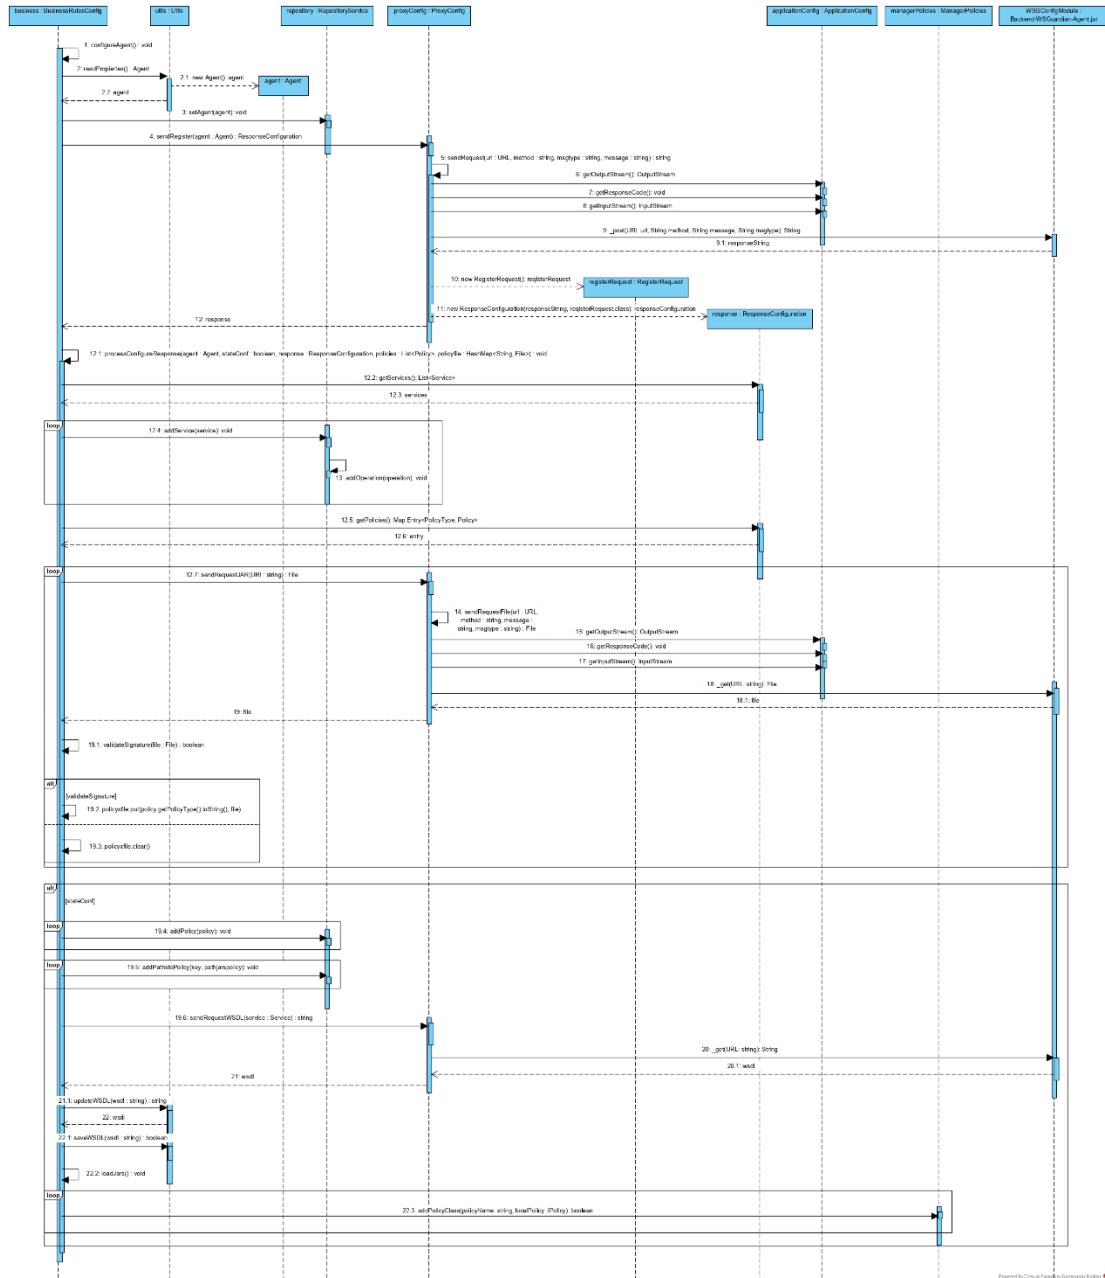 business : BusinessRulesConfig
utils : Utils
repository : RepositoryService
proxyConfig : ProxyConfig
applicationConfig : ApplicationConfig
managerPolicies : ManagerPolicies
WSGConfigModule :
Backend-WSGuardian-Agent.jar
1: configureAgent() : void
2: readPropierties() : Agent
2.1: new Agent(): agent
agent : Agent
2.2: agent
3: setAgent(agent): void
4: sendRegister(agent : Agent) : ResponseConfiguration
5: sendRequest(url : URL, method : string, msgtype : string, message : string) : string
6: getOutputStream(): OutputStream
7: getResponseCode(): void
8: getInputStream(): InputStream
9: _post(URL url, String method, String message, String msgtype): String
9.1: responseString
10: new RegisterRequest(): registerRequest
registerRequest : RegisterRequest
11: new ResponseConfiguration(responseString, registerRequest.class): responseConfiguration
response : ResponseConfiguration
12: response
12.1: processConfigureResponse(agent : Agent, stateConf : boolean, response : ResponseConfiguration, policies : List<Policy>, policyfile : HashMap<String, File>) : void
12.2: getServices(): List<Service>
12.3: services
loop
12.4: addService(service): void
13: addOperation(operation): void
12.5: getPolicies(), Map.Entry<PolicyType, Policy>
12.6: entry
loop
12.7: sendRequestJAR(URI : string) : File
14: sendRequestFile(url : URL,
method : string, message :
string, msgtype : string) : File
15: getOutputStream(): OutputStream
16: getResponseCode(): void
17: getInputStream(): InputStream
18: _get(URL: string): File
18.1: file
19: file
19.1: validateSignature(file : File) : boolean
alt
[validateSignature]
19.2: policyxfile.put(policy.getPolicyType().toString(), file)
19.3: policyxfile.clear()
alt
[stateConf]
loop
19.4: addPolicy(policy): void
loop
19.5: addPathstoPolicy(key, pathjarspolicy): void
19.6: sendRequestWSDL(service : Service) : string
20: _get(URL: string): String
20.1: wsdl
21: wsdl
21.1: updateWSDL(wsdl : string) : string
22: wsdl
22.1: saveWSDL(wsdl : string) : boolean
22.2: loadJars() : void
loop
22.3: addPolicyClass(policyName: string, localPolicy: IPolicy): boolean
Powered By Visual Paradigm Community Edition